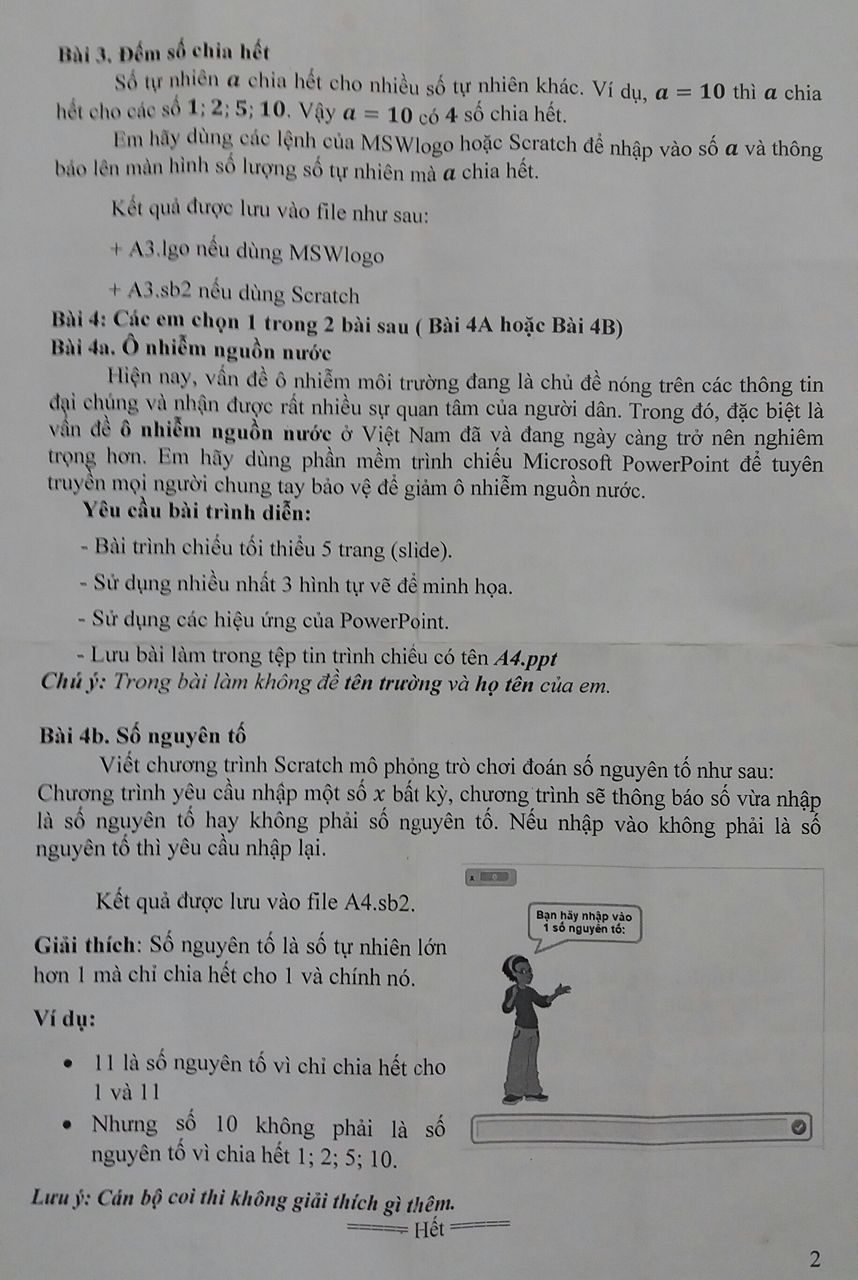 Bài 3. Đếm số chia hết
Số tự nhiên a chia hết cho nhiều số tự nhiên khác. Ví dụ, a = 10 thì a chia
hết cho các số 1; 2; 5; 10. Vậy a = 10 có 4 số chia hết.
Em hãy dùng các lệnh của MSWlogo hoặc Scratch để nhập vào số a và thông
báo lên màn hình số lượng số tự nhiên mà a chia hết.
Kết quả được lưu vào file như sau:
+ A3.lgo nếu dùng MSWlogo
+ A3.sb2 nếu dùng Scratch
Bài 4: Các em chọn 1 trong 2 bài sau ( Bài 4A hoặc Bài 4B)
Bài 4a. Ô nhiễm nguồn nước
Hiện nay, vấn đề ô nhiễm môi trường đang là chủ đề nóng trên các thông tin
đại chúng và nhận được rất nhiều sự quan tâm của người dân. Trong đó, đặc biệt là
vấn đề ô nhiễm nguồn nước ở Việt Nam đã và đang ngày càng trở nên nghiêm
trọng hơn. Em hãy dùng phần mềm trình chiếu Microsoft PowerPoint để tuyên
truyền mọi người chung tay bảo vệ để giảm ô nhiễm nguồn nước.
Yêu cầu bài trình diễn:
- Bài trình chiếu tối thiểu 5 trang (slide).
- Sử dụng nhiều nhất 3 hình tự vẽ để minh họa.
- Sử dụng các hiệu ứng của PowerPoint.
- Lưu bài làm trong tệp tin trình chiếu có tên A4.ppt
Chú ý: Trong bài làm không đề tên trường và họ tên của em.
Bài 4b. Số nguyên tố
Viết chương trình Scratch mô phỏng trò chơi đoán số nguyên tố như sau:
Chương trình yêu cầu nhập một số x bất kỳ, chương trình sẽ thông báo số vừa nhập
là số nguyên tố hay không phải số nguyên tố. Nếu nhập vào không phải là số
nguyên tố thì yêu cầu nhập lại.
Kết quả được lưu vào file A4.sb2.
Giải thích: Số nguyên tố là số tự nhiên lớn
hơn 1 mà chỉ chia hết cho 1 và chính nó.
Ví dụ:
• 11 là số nguyên tố vì chỉ chia hết cho
1 và 11
• Nhưng số 10 không phải là số
nguyên tố vì chia hết 1; 2; 5; 10.
x 0
Bạn hãy nhập vào
1 số nguyên tố:
Lưu ý: Cán bộ coi thi không giải thích gì thêm.
===== Hết =====
2